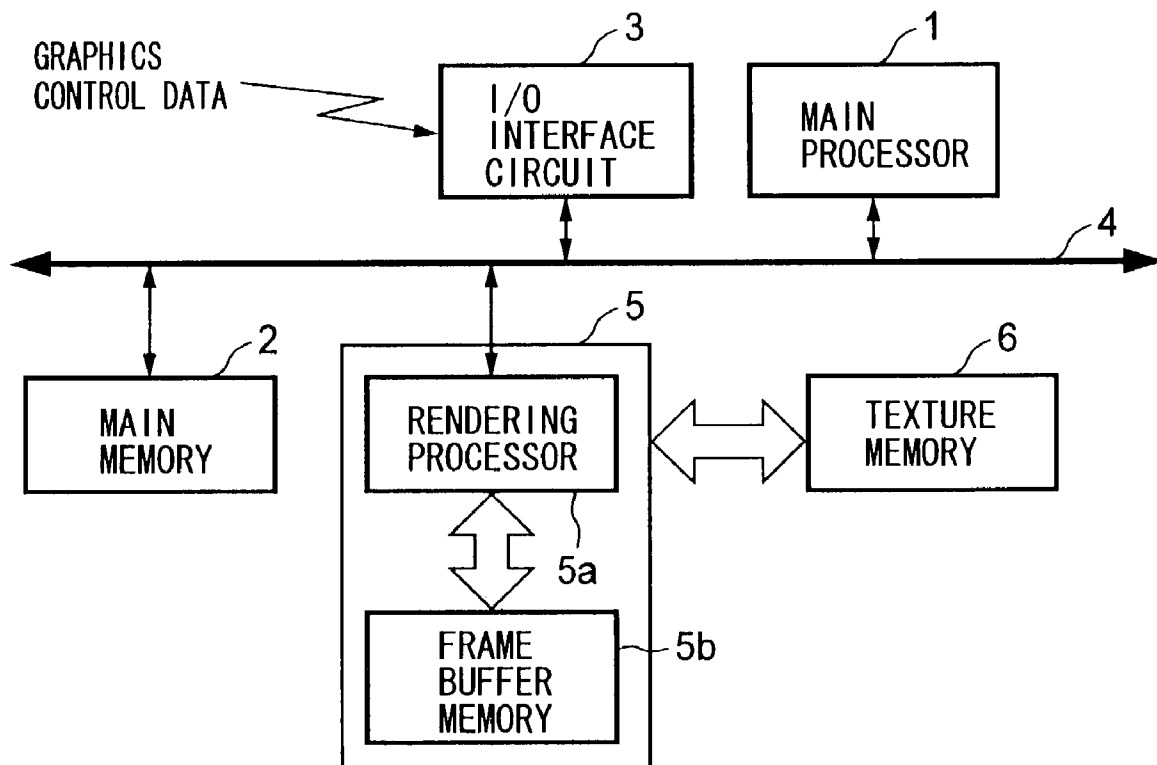 GRAPHICS
CONTROL DATA
3
I/O
INTERFACE
CIRCUIT
1
MAIN
PROCESSOR
4
2
MAIN
MEMORY
5
RENDERING
PROCESSOR
5a
FRAME
BUFFER
MEMORY
5b
6
TEXTURE
MEMORY